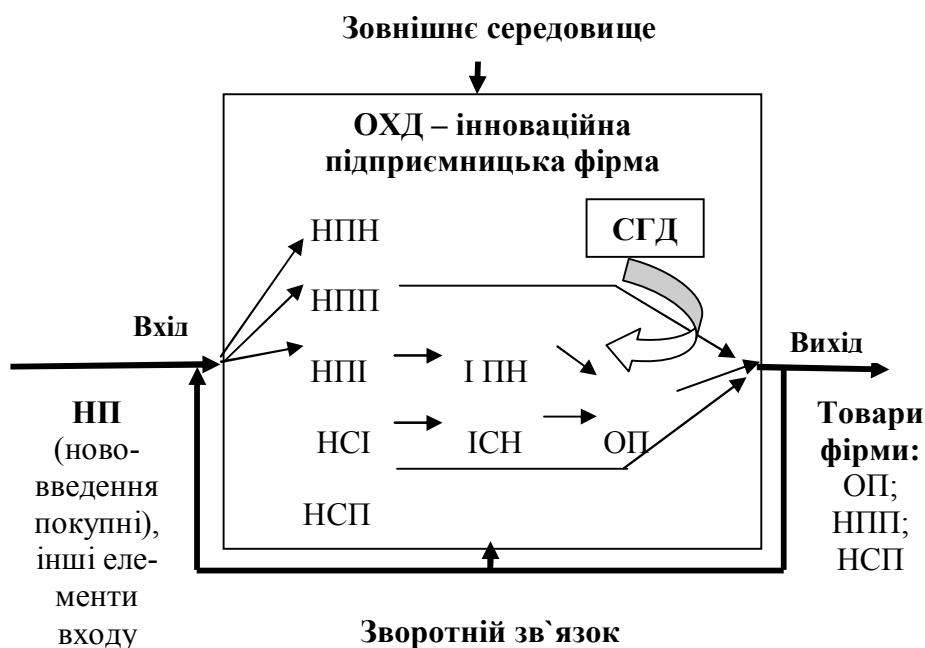 Зовнішнє середовище
ОХД – інноваційна
підприємницька фірма
СГД
НПН
НПП
НПІ
І ПН
НСІ
ІСН
ОП
НСП
Вхід
НП
(ново-
введення
покупні),
інші еле-
менти
входу
Вихід
Товари
фірми:
ОП;
НПП;
НСП
Зворотній зв`язок